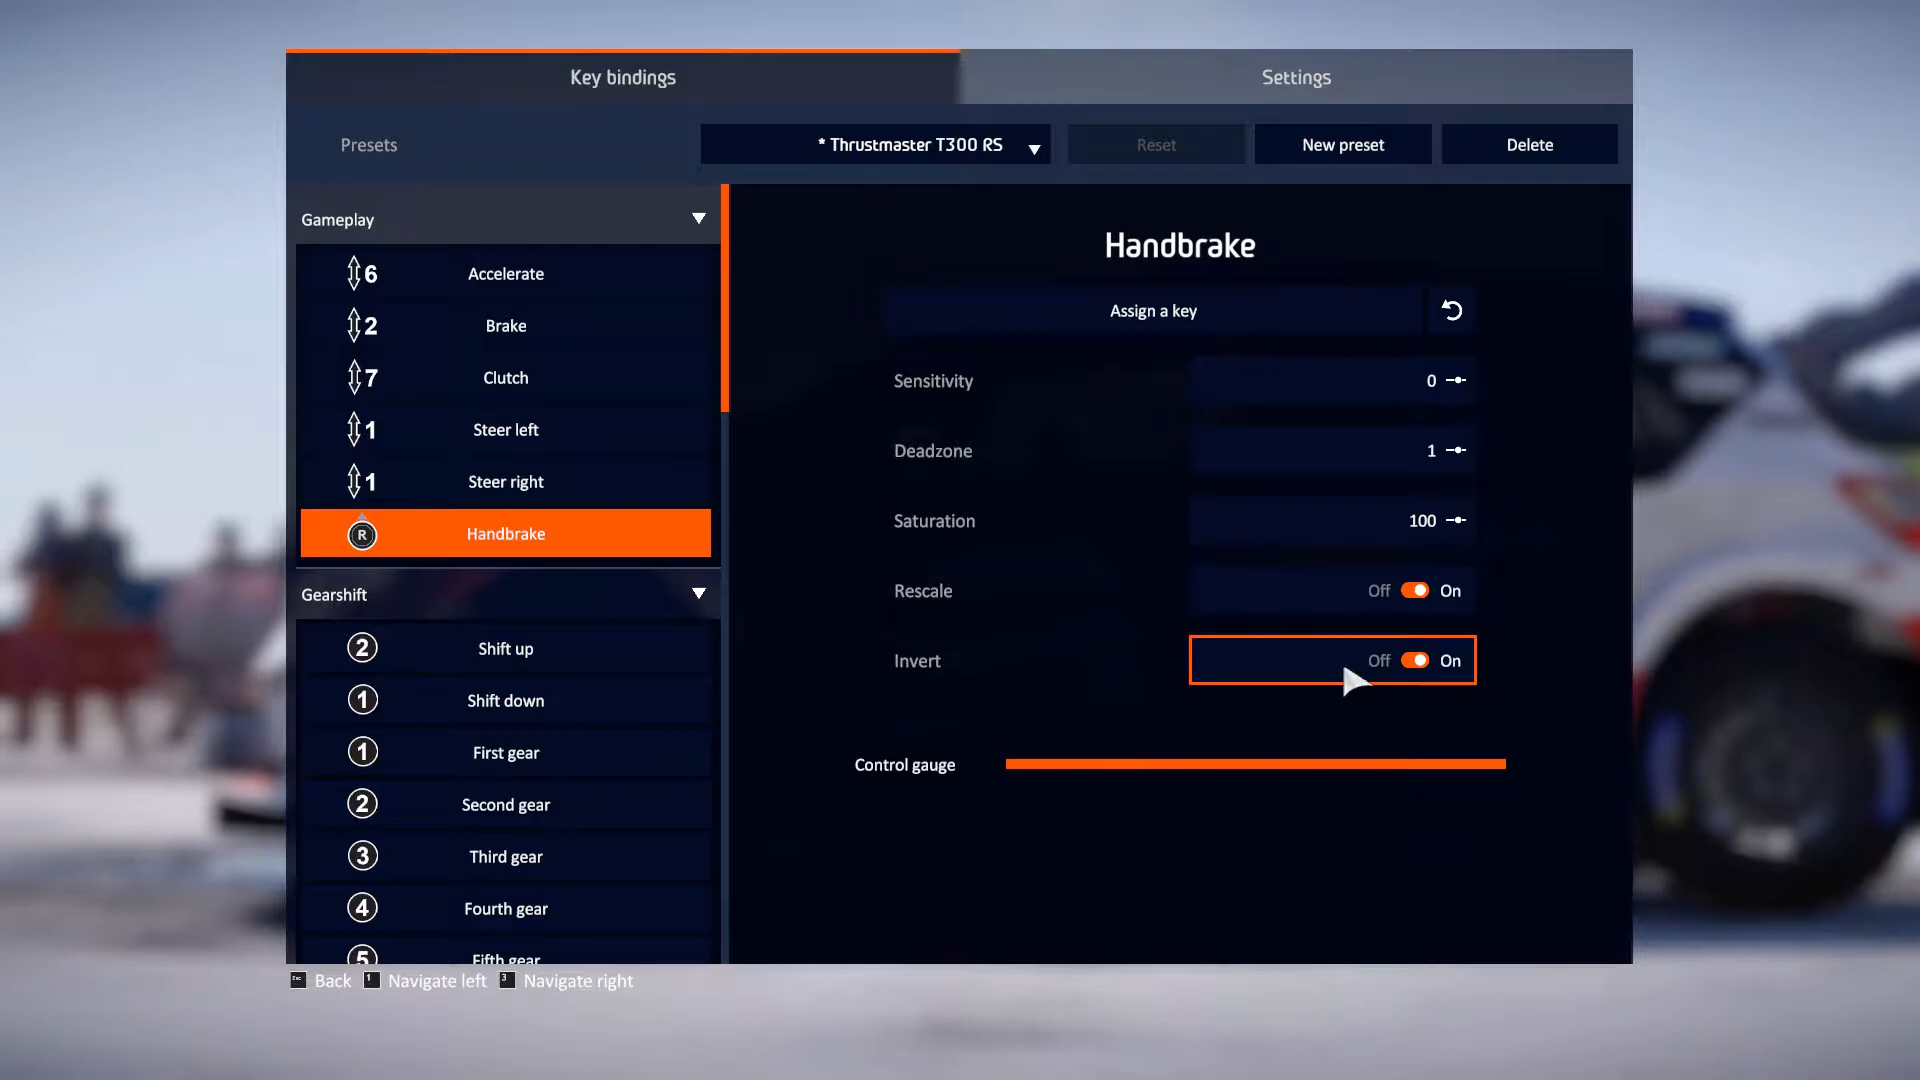 Key bindings
Settings
Presets
* Thrustmaster T300 RS
Reset
New preset
Delete
Gameplay
6 Accelerate
2 Brake
7 Clutch
1 Steer left
1 Steer right
R Handbrake
Gearshift
2 Shift up
1 Shift down
1 First gear
2 Second gear
3 Third gear
4 Fourth gear
5 Fifth gear
Handbrake
Assign a key
Sensitivity 0
Deadzone 1
Saturation 100
Rescale Off On
Invert Off On
Control gauge
Esc Back 1 Navigate left 3 Navigate right